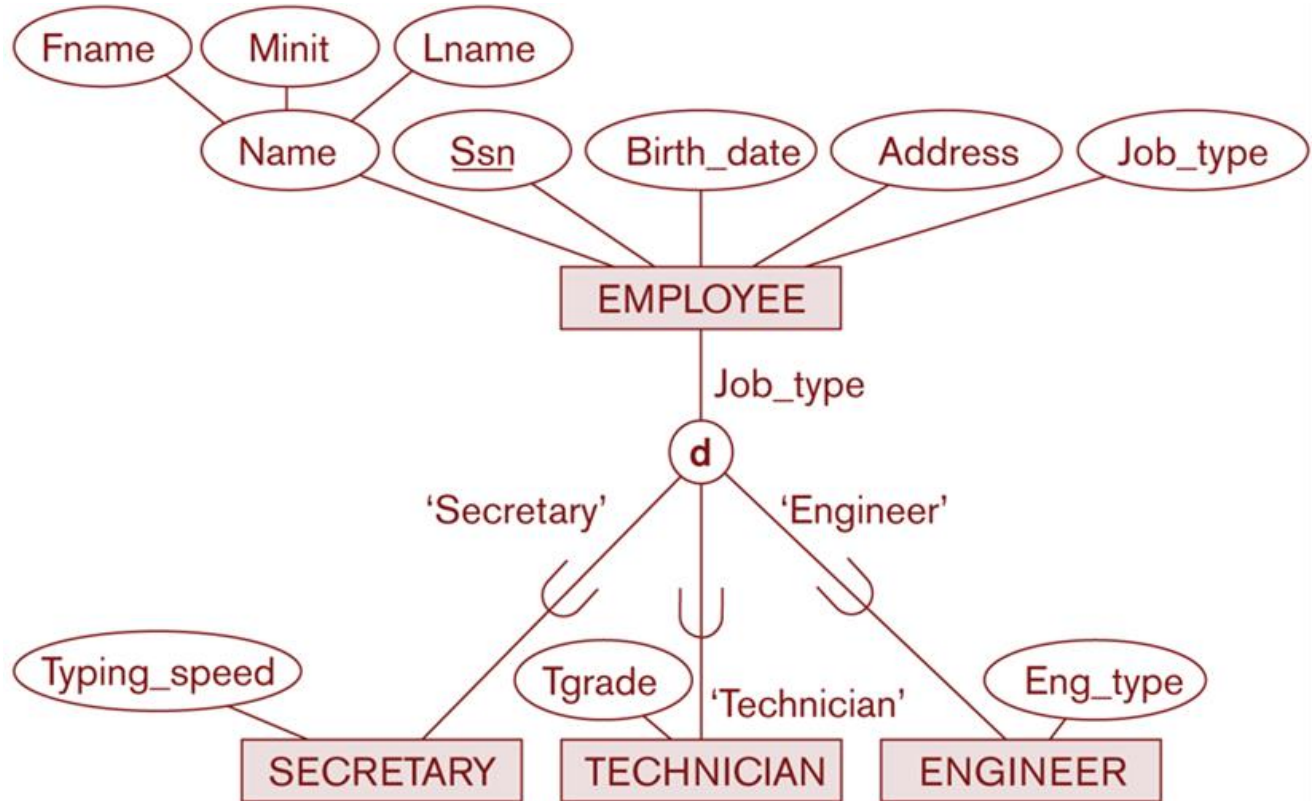 Fname
Minit
Lname
Name
Ssn
Birth_date
Address
Job_type
EMPLOYEE
Job_type
d
‘Secretary’
‘Engineer’
Typing_speed
Tgrade
‘Technician’
Eng_type
SECRETARY
TECHNICIAN
ENGINEER